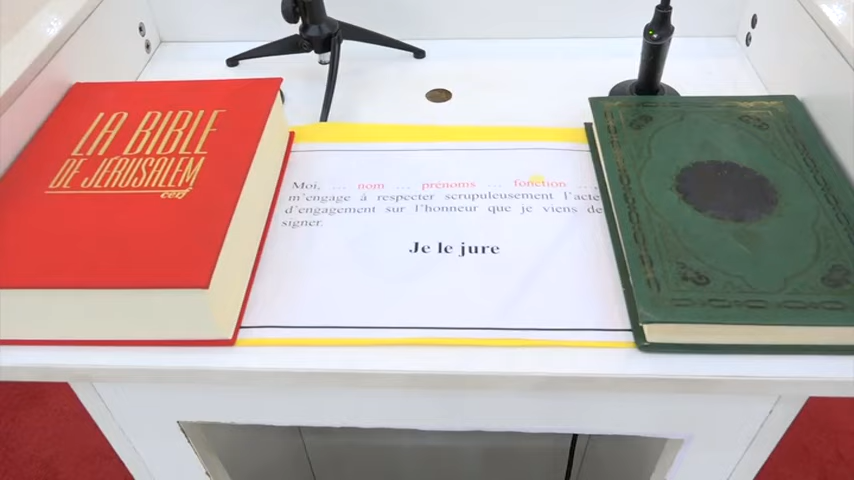 LA BIBLE
DE JÉRUSALEM
cerf
Moi, ... nom ... prénoms ... fonction ...,
m'engage à respecter scrupuleusement l'acte
d'engagement sur l'honneur que je viens de
signer.
Je le jure